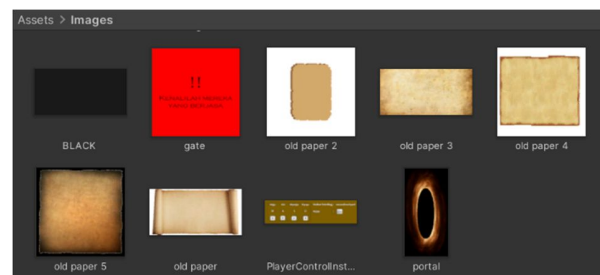 Assets > Images
!!
BLACK
gate
old paper 2
old paper 3
old paper 4
old paper 5
old paper
PlayerControlInst...
portal